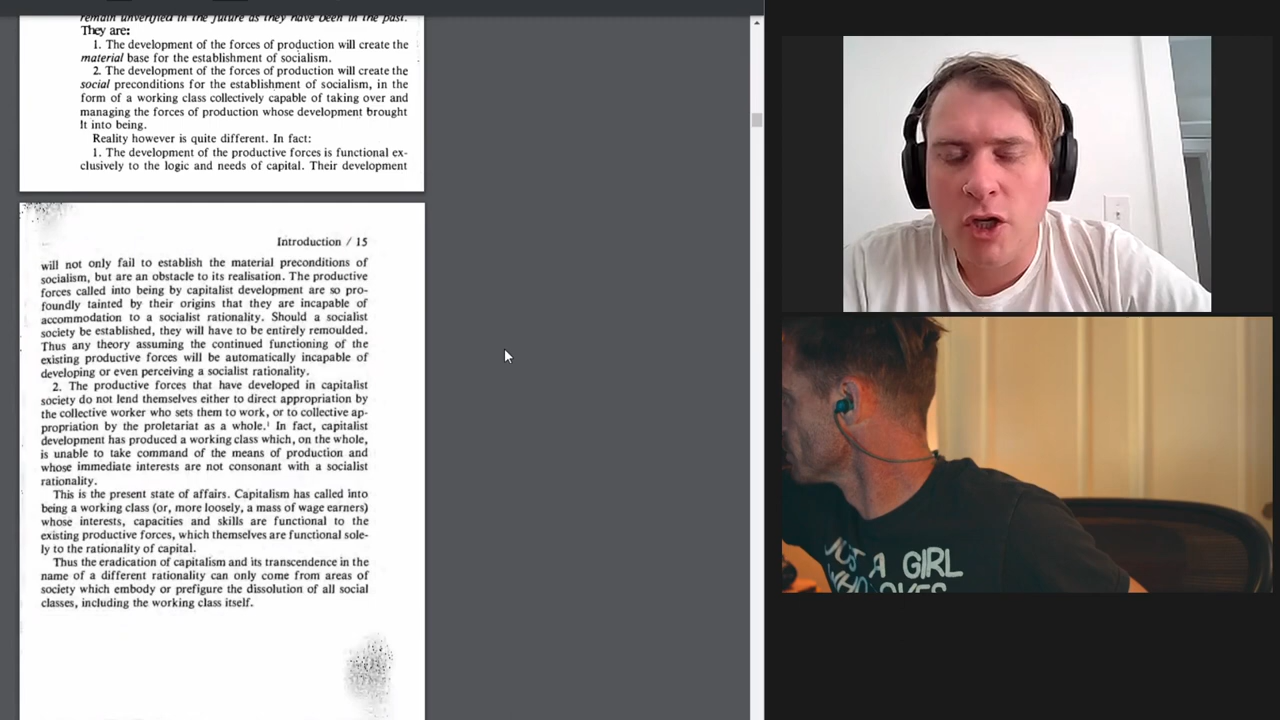 remain unverified in the future as they have been in the past.
They are:
1. The development of the forces of production will create the
material base for the establishment of socialism.
2. The development of the forces of production will create the
social preconditions for the establishment of socialism, in the
form of a working class collectively capable of taking over and
managing the forces of production whose development brought
it into being.
Reality however is quite different. In fact:
1. The development of the productive forces is functional ex-
clusively to the logic and needs of capital. Their development
Introduction / 15
will not only fail to establish the material preconditions of
socialism, but are an obstacle to its realisation. The productive
forces called into being by capitalist development are so pro-
foundly tainted by their origins that they are incapable of
accommodation to a socialist rationality. Should a socialist
society be established, they will have to be entirely remoulded.
Thus any theory assuming the continued functioning of the
existing productive forces will be automatically incapable of
developing or even perceiving a socialist rationality.
2. The productive forces that have developed in capitalist
society do not lend themselves either to direct appropriation by
the collective worker who sets them to work, or to collective ap-
propriation by the proletariat as a whole.¹ In fact, capitalist
development has produced a working class which, on the whole,
is unable to take command of the means of production and
whose immediate interests are not consonant with a socialist
rationality.
This is the present state of affairs. Capitalism has called into
being a working class (or, more loosely, a mass of wage earners)
whose interests, capacities and skills are functional to the
existing productive forces, which themselves are functional sole-
ly to the rationality of capital.
Thus the eradication of capitalism and its transcendence in the
name of a different rationality can only come from areas of
society which embody or prefigure the dissolution of all social
classes, including the working class itself.
A GIRL